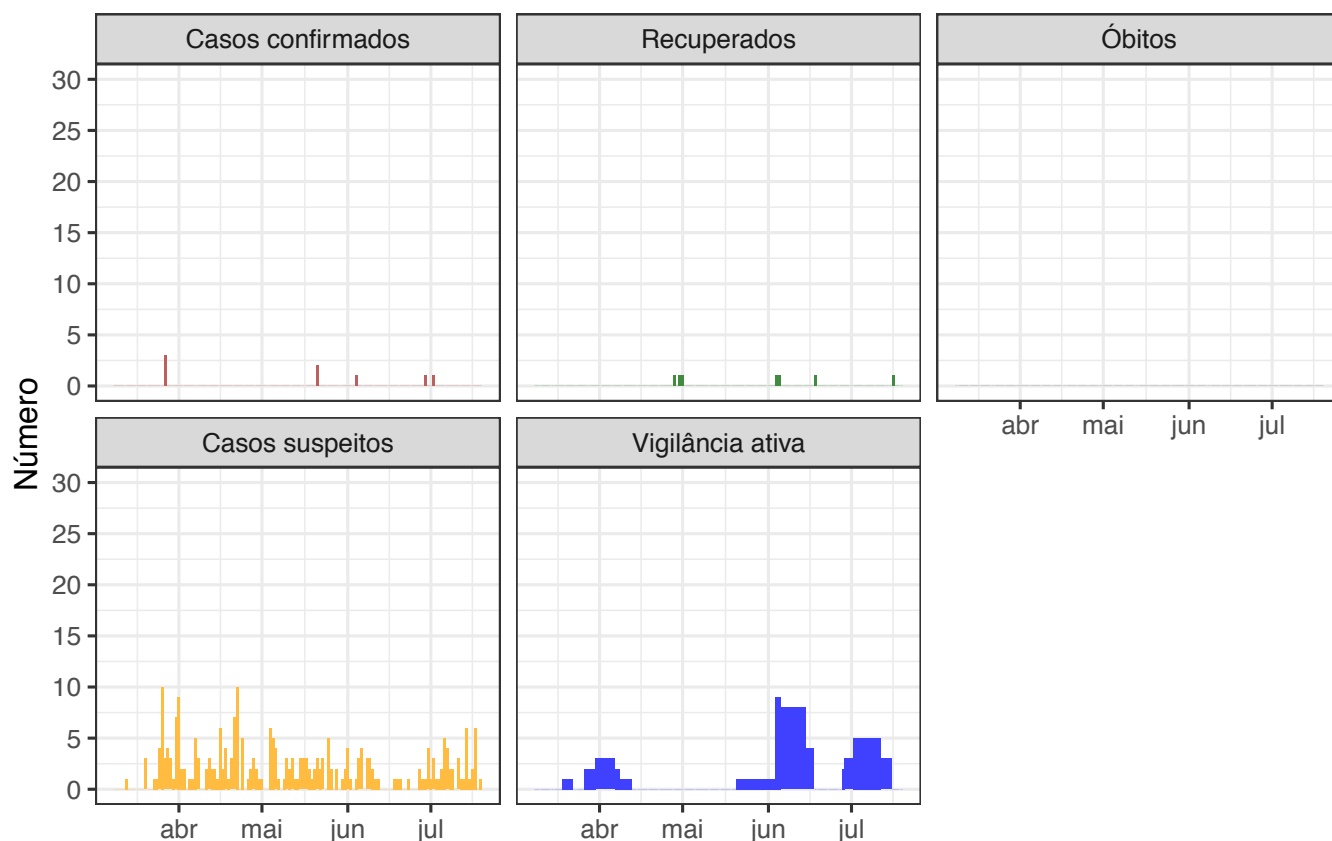 Casos confirmados
Recuperados
Óbitos
30
25
20
15
10
5
0
abr mai jun jul
Número
Casos suspeitos
Vigilância ativa
30
25
20
15
10
5
0
abr mai jun jul
abr mai jun jul